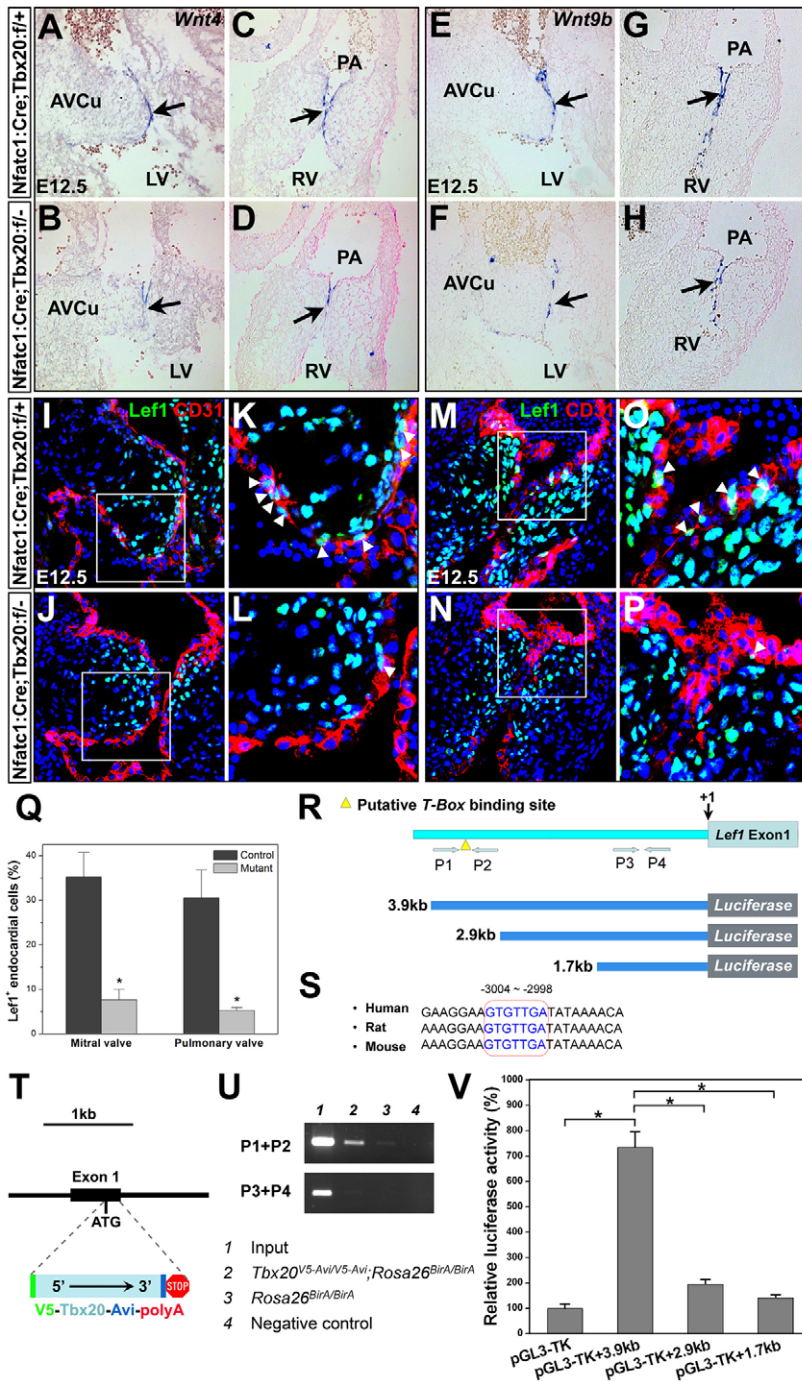 Nfatc1:Cre;Tbx20:f/+
A
Wnt4
C
PA
AVCu
LV
RV
E12.5
E
Wnt9b
G
PA
AVCu
LV
RV
E12.5
Nfatc1:Cre;Tbx20:f/-
B
D
PA
AVCu
LV
RV
F
H
PA
AVCu
LV
RV
Nfatc1:Cre;Tbx20:f/+
I
Lef1 CD31
K
E12.5
M
Lef1 CD31
O
E12.5
Nfatc1:Cre;Tbx20:f/-
J
L
N
P
Q
Lef1+ endocardial cells (%)
40
30
20
10
0
Control
Mutant
*
*
Mitral valve
Pulmonary valve
R
Putative T-Box binding site
+1
Lef1 Exon1
P1
P2
P3
P4
3.9kb
Luciferase
2.9kb
Luciferase
1.7kb
Luciferase
S
-3004 ~ -2998
• Human GAAGGAAGTGTTGATATAAAACA
• Rat AAAGGAAGTGTTGATATAAAACA
• Mouse AAAGGAAGTGTTGATATAAAACA
T
1kb
Exon 1
ATG
5' 3'
STOP
V5-Tbx20-Avi-polyA
U
1 2 3 4
P1+P2
P3+P4
1 Input
2 Tbx20V5-Avi/V5-Avi;Rosa26BirA/BirA
3 Rosa26BirA/BirA
4 Negative control
V
Relative luciferase activity (%)
1000
900
800
700
600
500
400
300
200
100
0
*
*
*
pGL3-TK
pGL3-TK+3.9kb
pGL3-TK+2.9kb
pGL3-TK+1.7kb